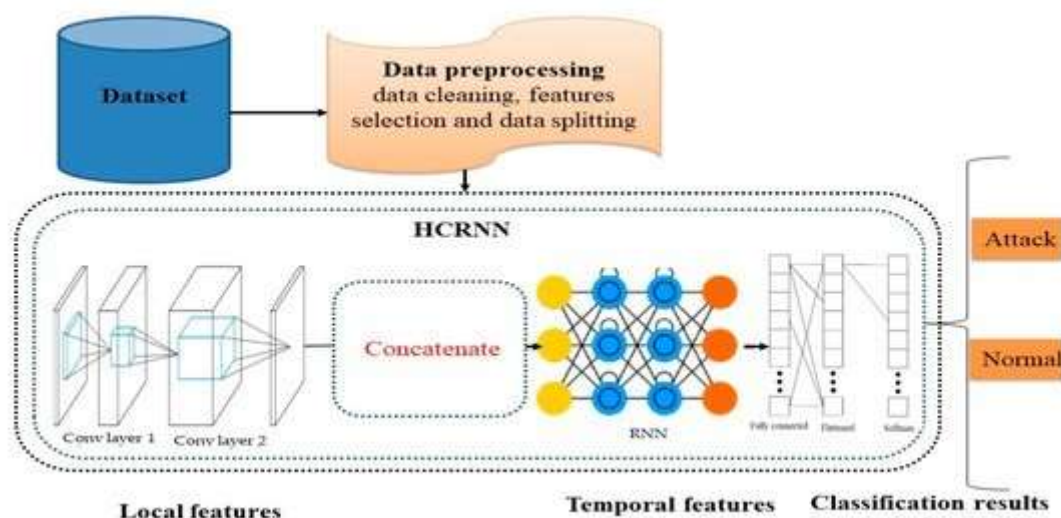 Dataset
Data preprocessing
data cleaning, features
selection and data splitting
HCRNN
Concatenate
Conv layer 1
Conv layer 2
RNN
Fully connected
Softmax
Attack
Normal
Local features
Temporal features
Classification results